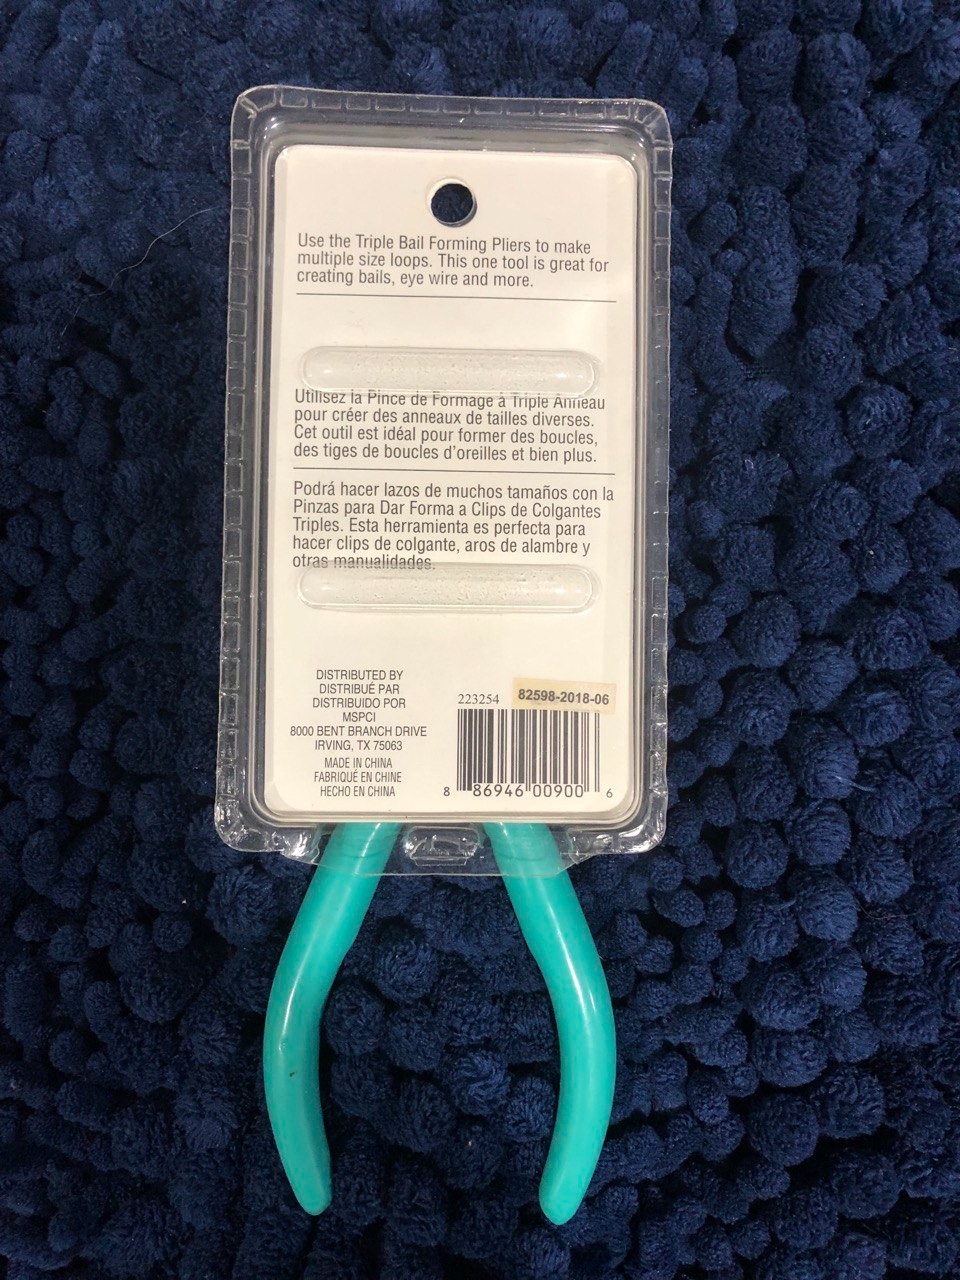 Use the Triple Bail Forming Pliers to make
multiple size loops. This one tool is great for
creating bails, eye wire and more.
Utilisez la Pince de Formage à Triple Anneau
pour créer des anneaux de tailles diverses.
Cet outil est idéal pour former des boucles,
des tiges de boucles d'oreilles et bien plus.
Podrá hacer lazos de muchos tamaños con la
Pinzas para Dar Forma a Clips de Colgantes
Triples. Esta herramienta es perfecta para
hacer clips de colgante, aros de alambre y
otras manualidades.
DISTRIBUTED BY
DISTRIBUÉ PAR
DISTRIBUIDO POR
MSPCI
8000 BENT BRANCH DRIVE
IRVING, TX 75063
MADE IN CHINA
FABRIQUÉ EN CHINE
HECHO EN CHINA
223254 82598-2018-06
8 86946 00900 6